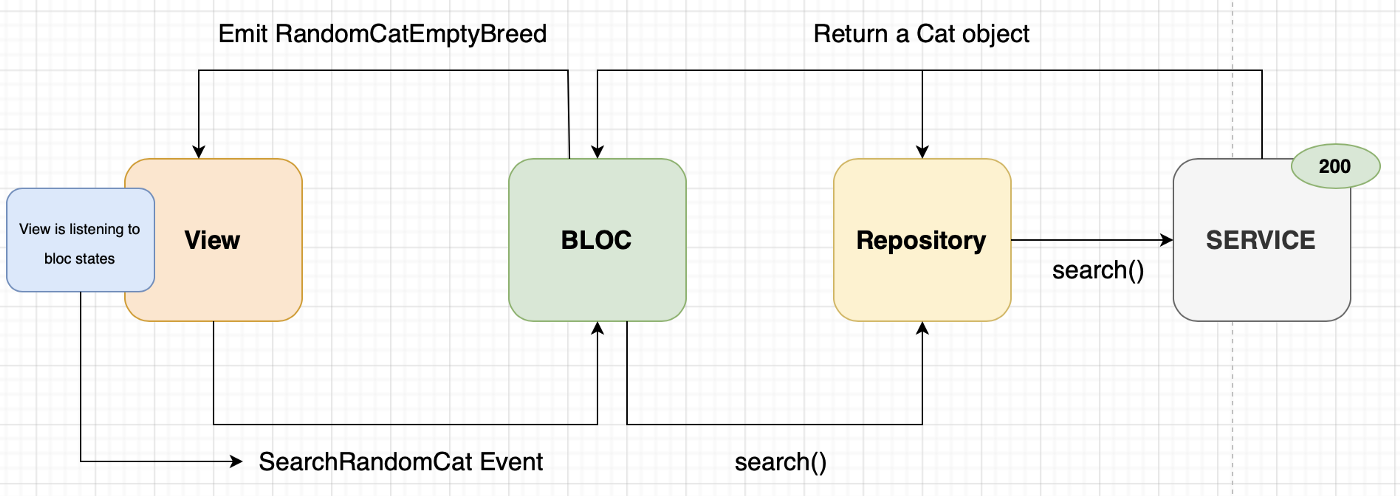 Emit RandomCatEmptyBreed
Return a Cat object
200
View is listening to
bloc states
View
BLOC
Repository
SERVICE
search()
SearchRandomCat Event
search()